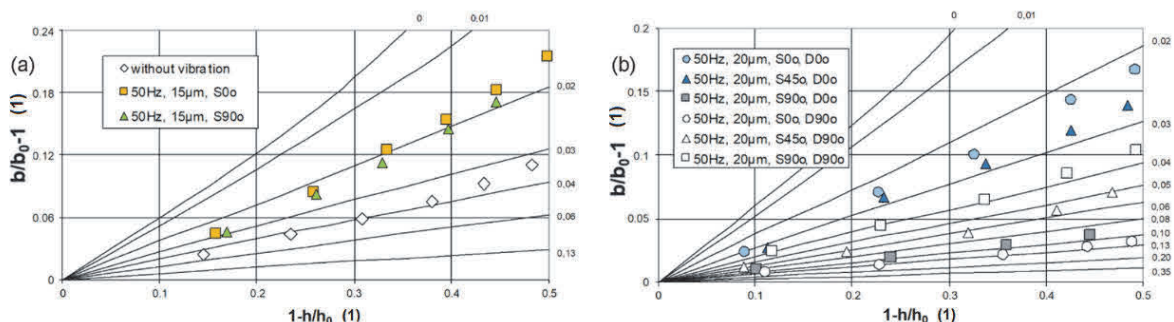 (a)
b/b₀-1 (1)
0.24
0.18
0.12
0.06
0
0
0.1
0.2
0.3
0.4
0.5
1-h/h₀ (1)
without vibration
50Hz, 15µm, S0o
50Hz, 15µm, S90o
0
0,01
0,02
0,03
0,04
0,06
0,13
(b)
b/b₀-1 (1)
0.2
0.15
0.1
0.05
0
0
0.1
0.2
0.3
0.4
0.5
1-h/h₀ (1)
50Hz, 20µm, S0o, D0o
50Hz, 20µm, S45o, D0o
50Hz, 20µm, S90o, D0o
50Hz, 20µm, S0o, D90o
50Hz, 20µm, S45o, D90o
50Hz, 20µm, S90o, D90o
0
0,01
0,02
0,03
0,04
0,05
0,06
0,08
0,10
0,13
0,20
0,35